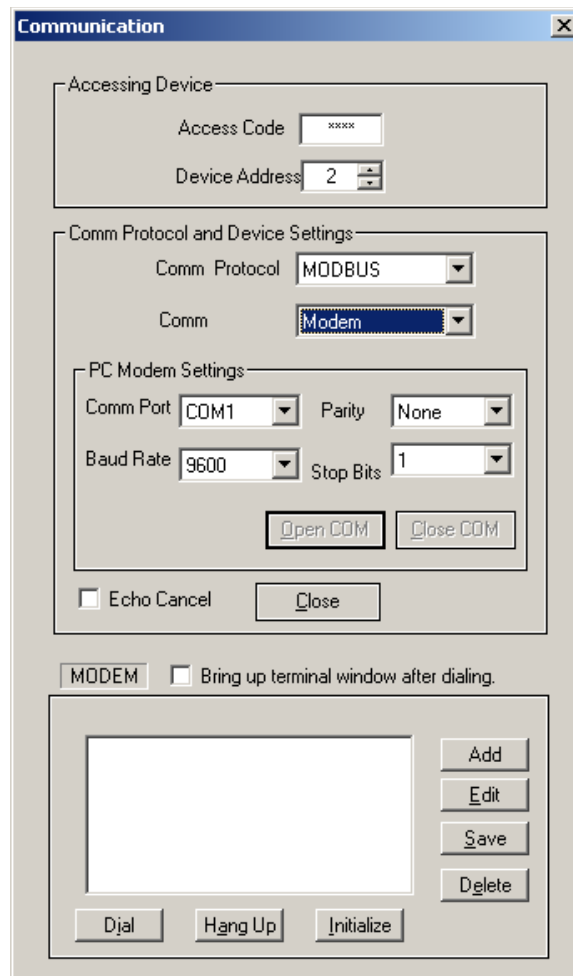 Communication
Accessing Device
Access Code ****
Device Address 2
Comm Protocol and Device Settings
Comm Protocol MODBUS
Comm Modem
PC Modem Settings
Comm Port COM1 Parity None
Baud Rate 9600 Stop Bits 1
Open COM Close COM
Echo Cancel Close
MODEM Bring up terminal window after dialing.
Add
Edit
Save
Delete
Dial Hang Up Initialize